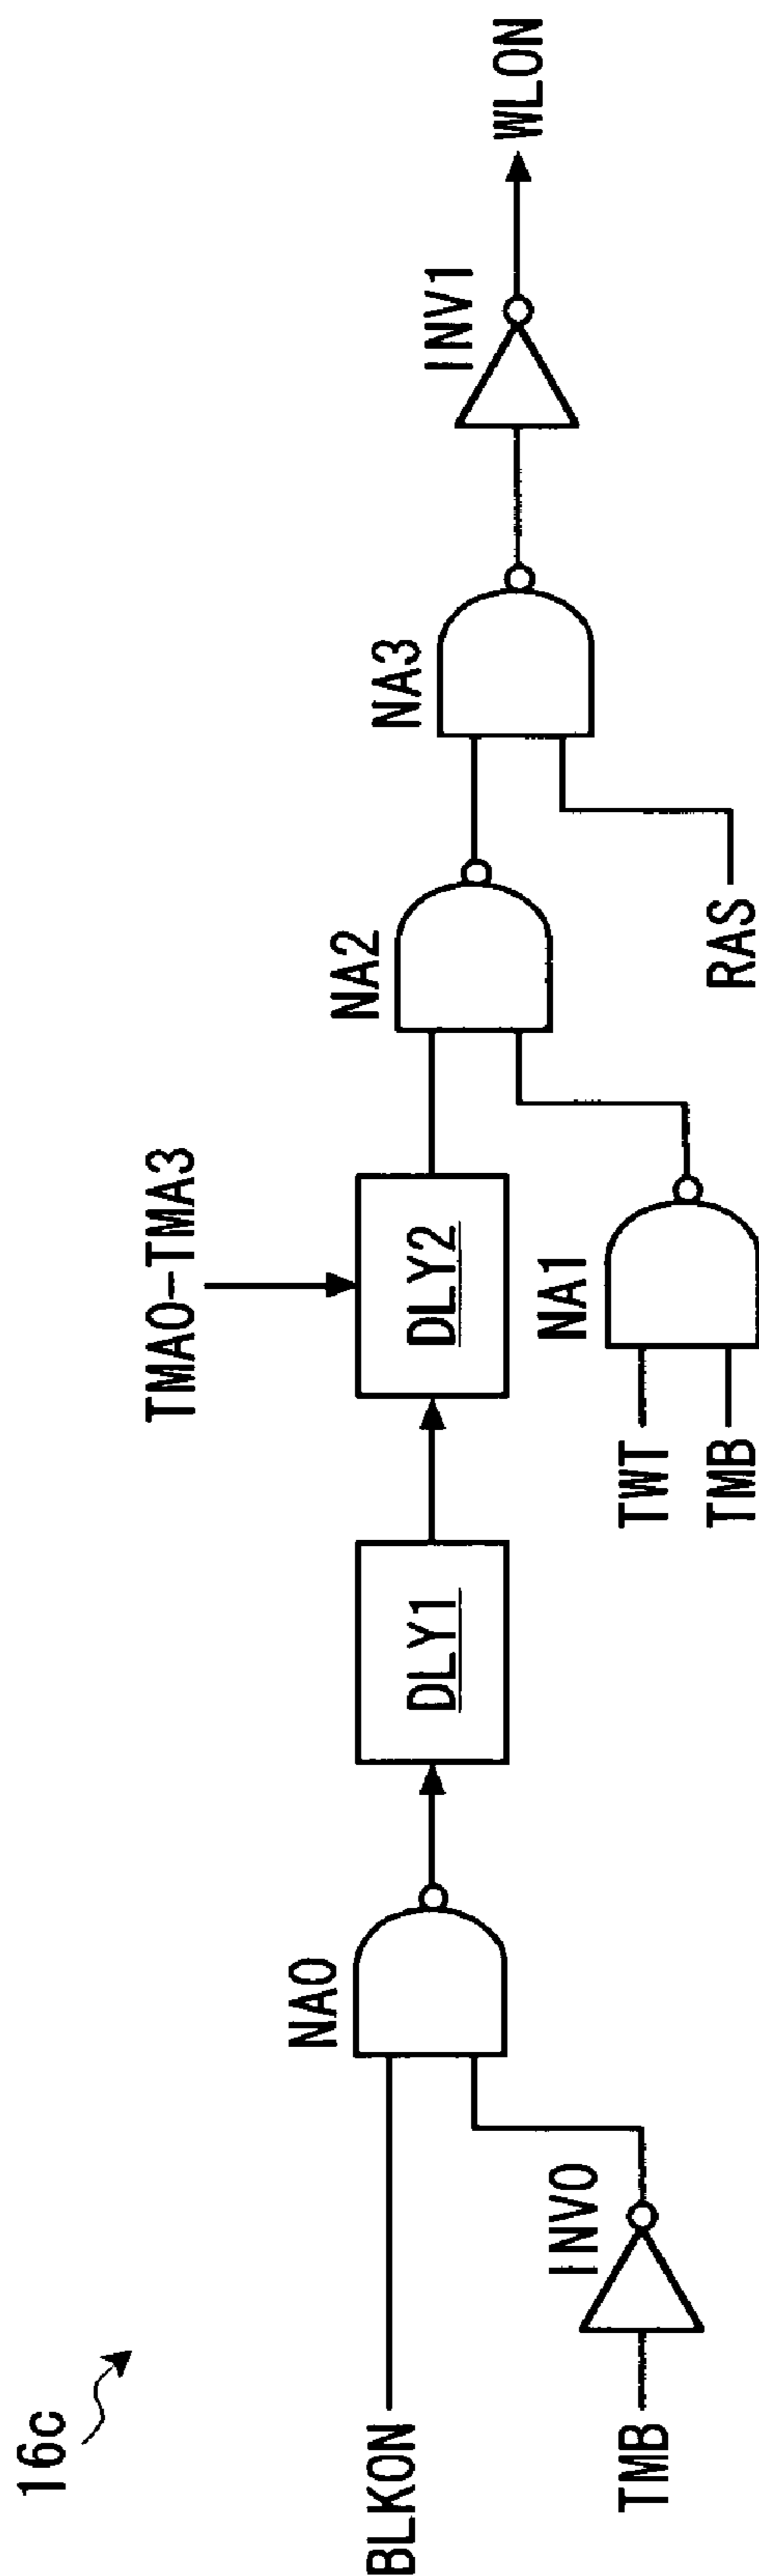 16c
BLKON
TMB
INV0
NA0
DLY1
TMA0-TMA3
DLY2
TWT
TMB
NA1
NA2
RAS
NA3
INV1
WLON